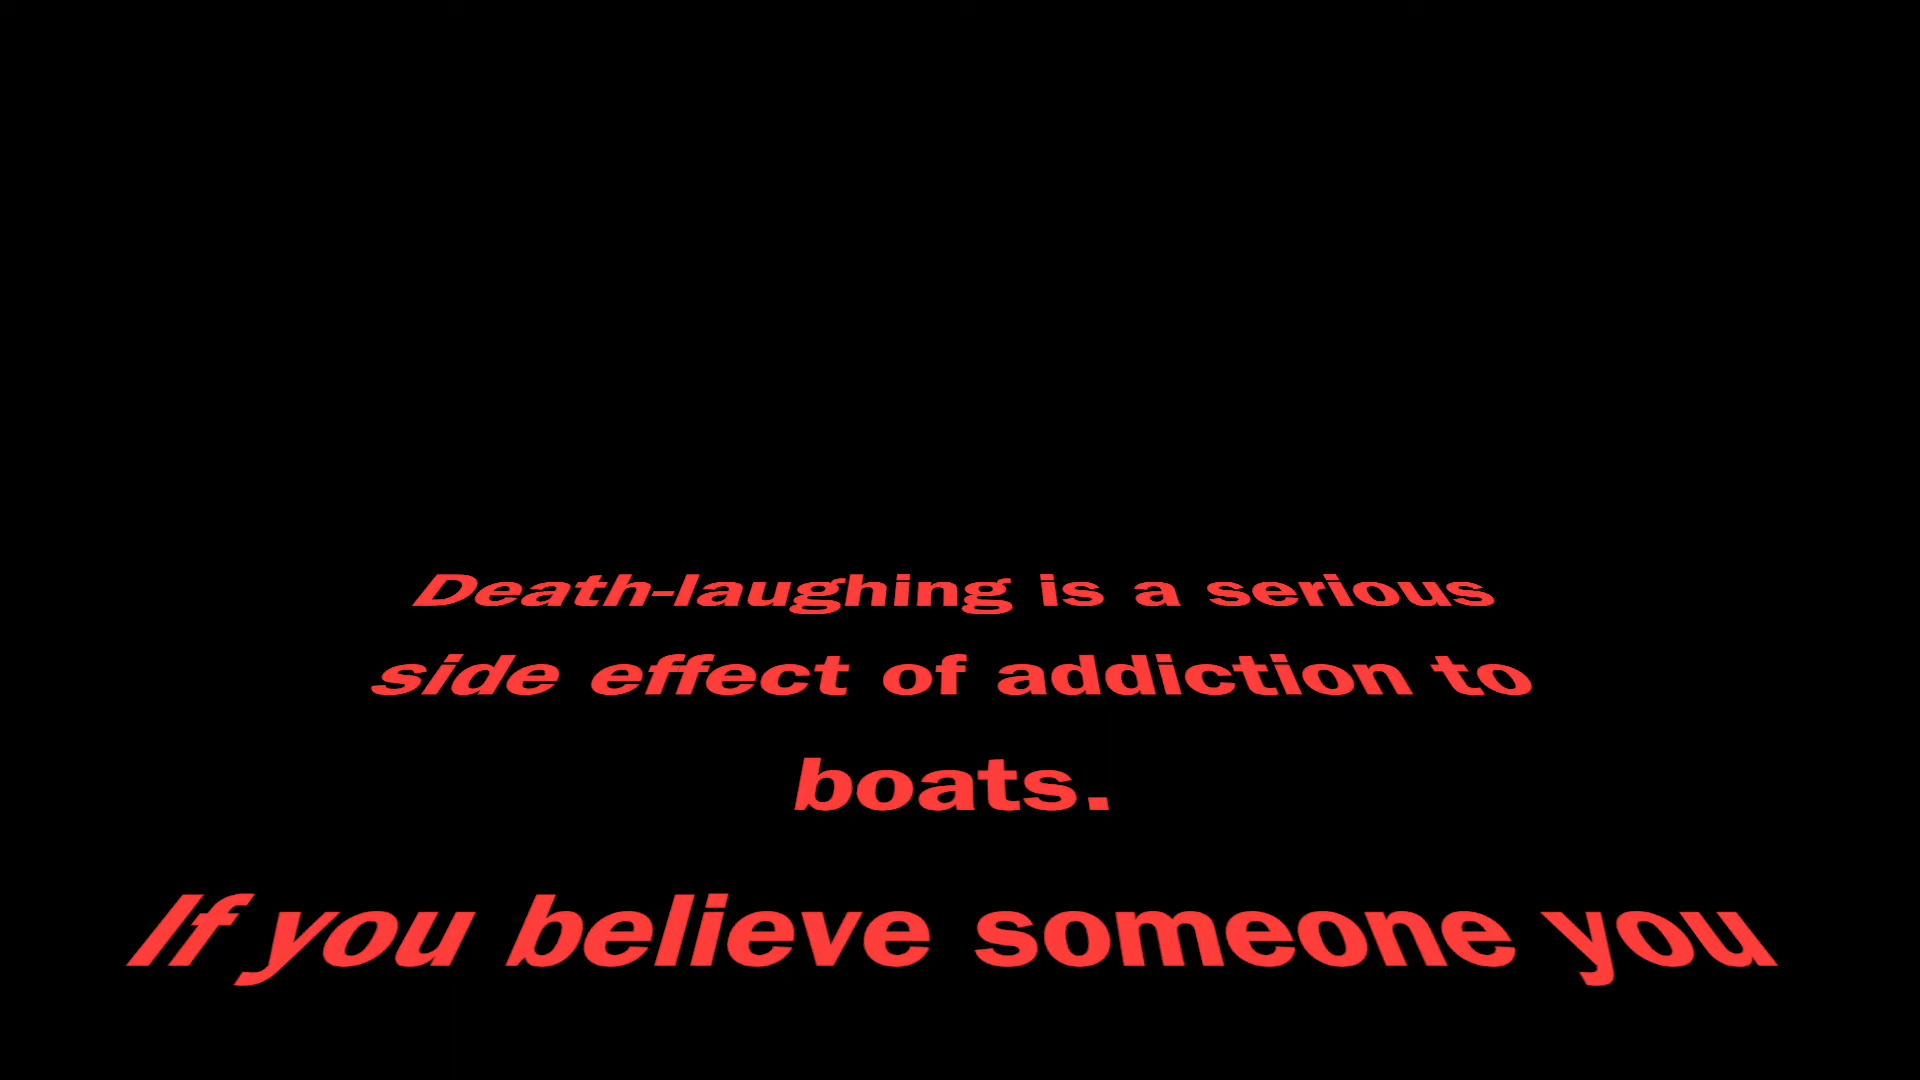 Death-laughing is a serious
side effect of addiction to
boats.
If you believe someone you